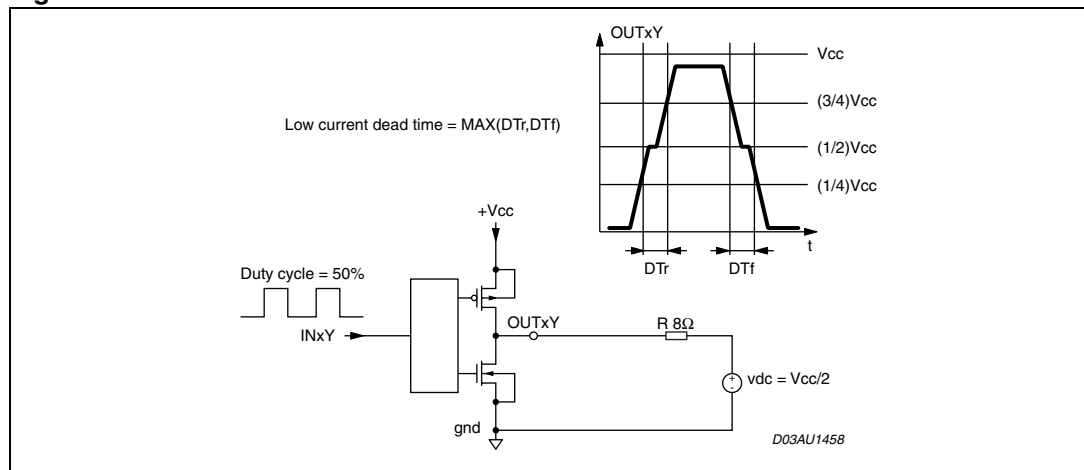 OUTxY
Vcc
(3/4)Vcc
Low current dead time = MAX(DTr,DTf)
(1/2)Vcc
(1/4)Vcc
+Vcc
t
DTr
DTf
Duty cycle = 50%
OUTxY
R 8Ω
INxY
+
-
vdc = Vcc/2
gnd
D03AU1458